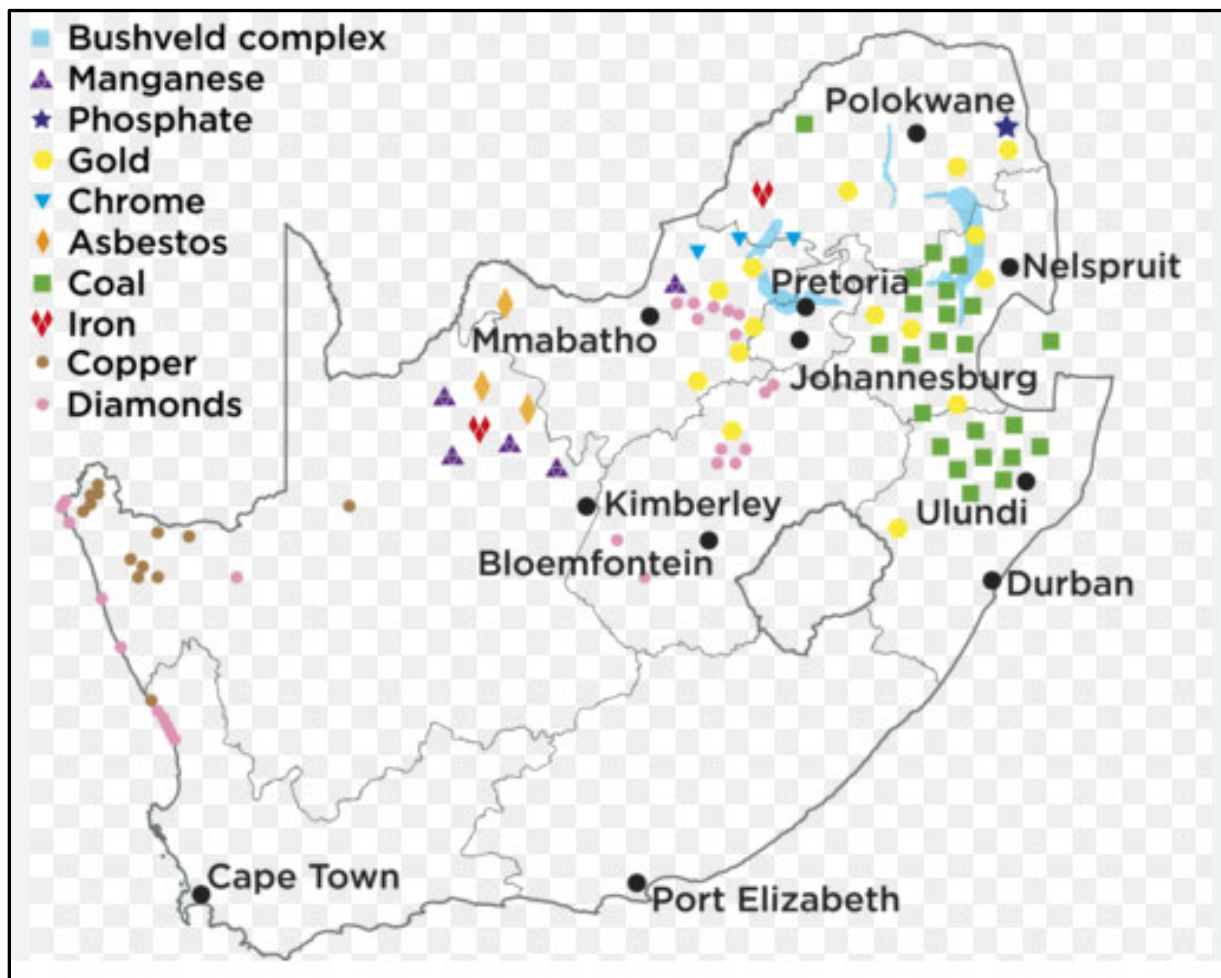 Bushveld complex
Manganese
Phosphate
Gold
Chrome
Asbestos
Coal
Iron
Copper
Diamonds
Polokwane
Nelspruit
Pretoria
Mmabatho
Johannesburg
Kimberley
Ulundi
Bloemfontein
Durban
Cape Town
Port Elizabeth